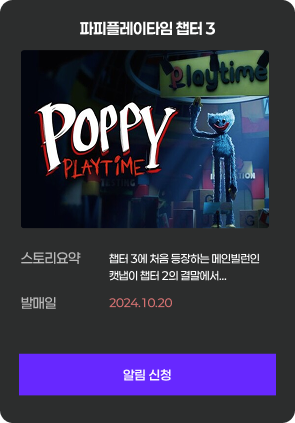 파피플레이타임 챕터 3
Playtime
POPPY
PLAYTIME
스토리요약
챕터 3에 처음 등장하는 메인빌런인
캣냅이 챕터 2의 결말에서...
발매일
2024.10.20
알림 신청